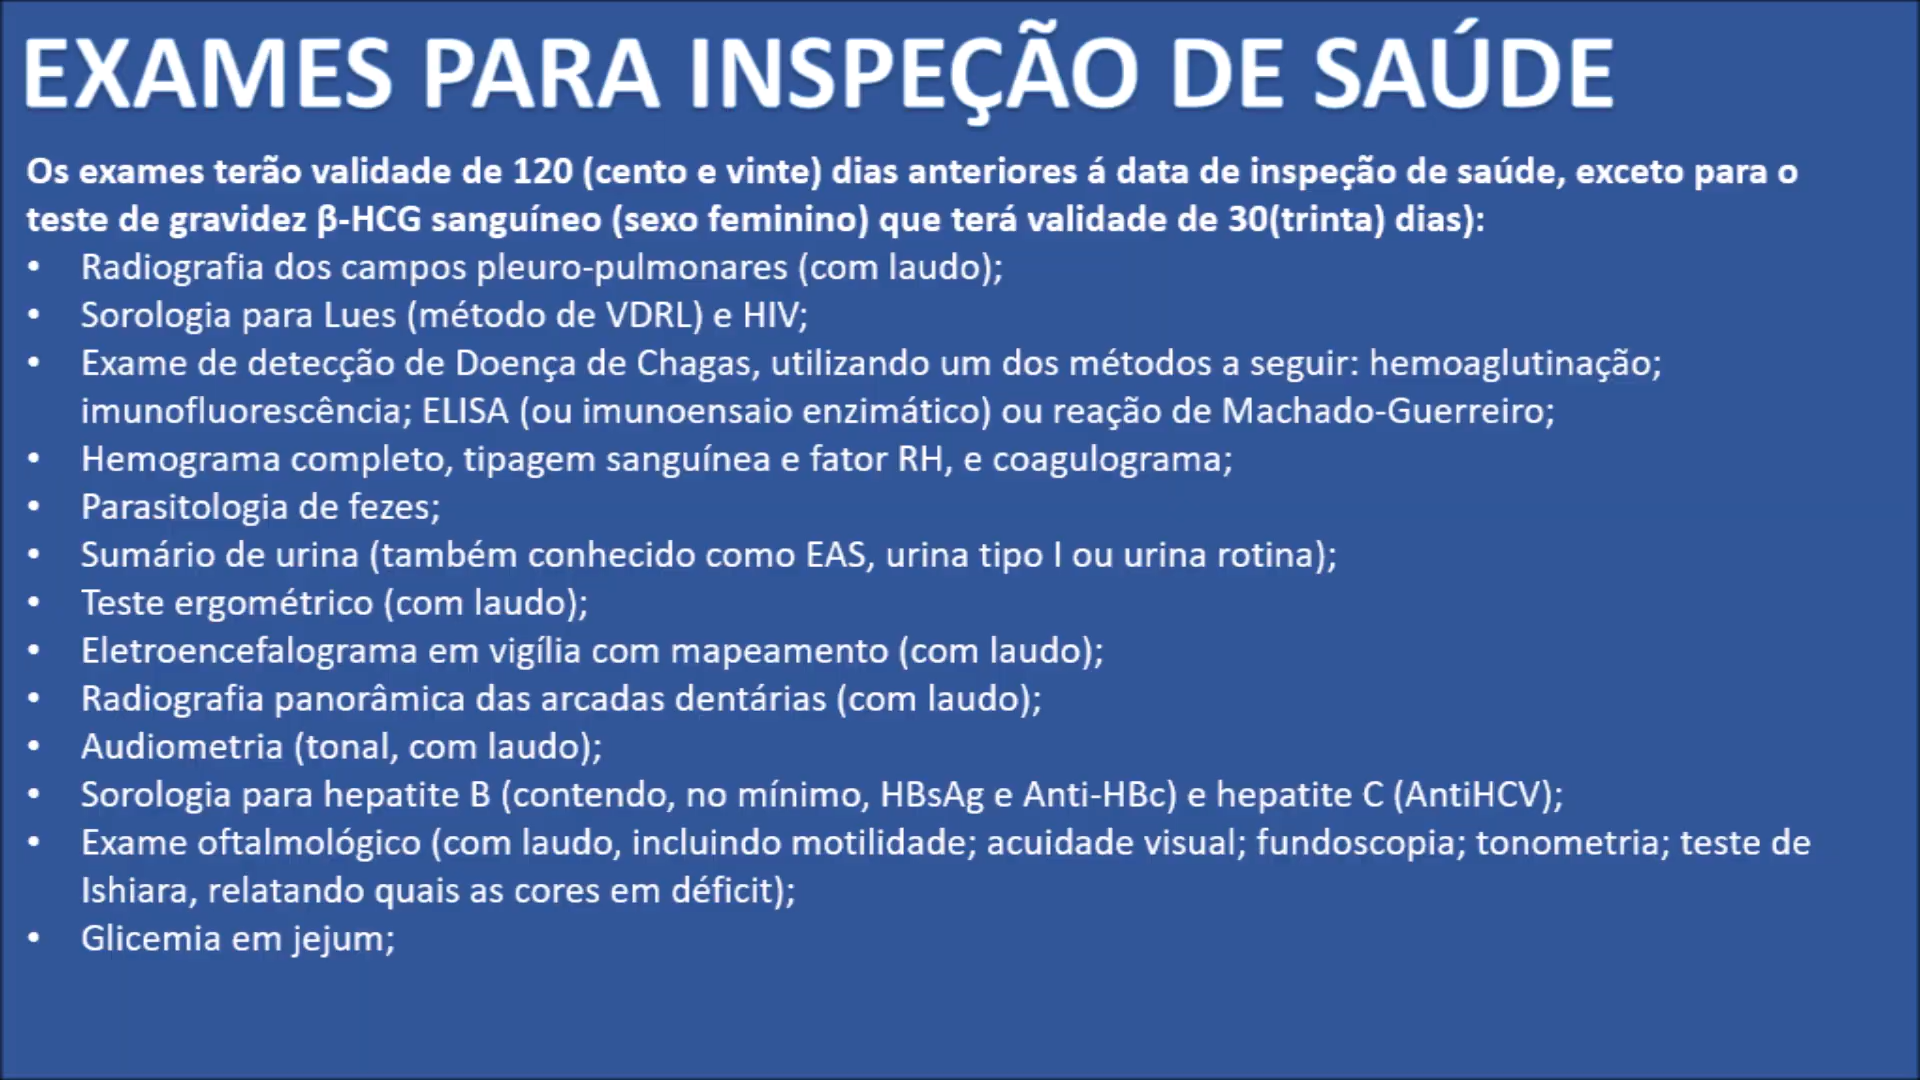 EXAMES PARA INSPEÇÃO DE SAÚDE
Os exames terão validade de 120 (cento e vinte) dias anteriores á data de inspeção de saúde, exceto para o
teste de gravidez β-HCG sanguíneo (sexo feminino) que terá validade de 30(trinta) dias):
• Radiografia dos campos pleuro-pulmonares (com laudo);
• Sorologia para Lues (método de VDRL) e HIV;
• Exame de detecção de Doença de Chagas, utilizando um dos métodos a seguir: hemoaglutinação;
imunofluorescência; ELISA (ou imunoensaio enzimático) ou reação de Machado-Guerreiro;
• Hemograma completo, tipagem sanguínea e fator RH, e coagulograma;
• Parasitologia de fezes;
• Sumário de urina (também conhecido como EAS, urina tipo I ou urina rotina);
• Teste ergométrico (com laudo);
• Eletroencefalograma em vigília com mapeamento (com laudo);
• Radiografia panorâmica das arcadas dentárias (com laudo);
• Audiometria (tonal, com laudo);
• Sorologia para hepatite B (contendo, no mínimo, HBsAg e Anti-HBc) e hepatite C (AntiHCV);
• Exame oftalmológico (com laudo, incluindo motilidade; acuidade visual; fundoscopia; tonometria; teste de
Ishiara, relatando quais as cores em déficit);
• Glicemia em jejum;